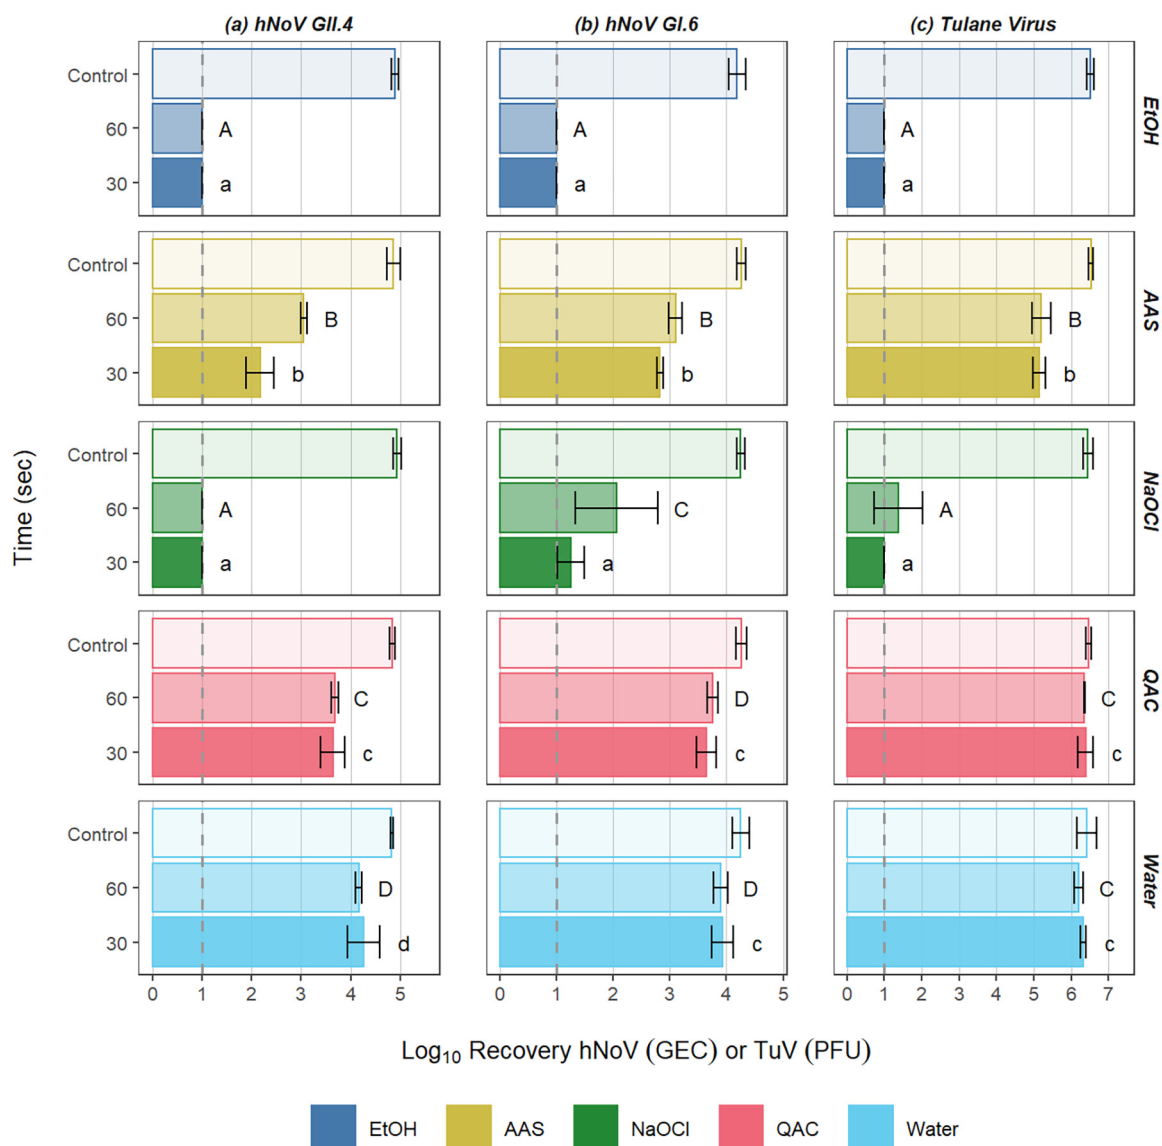 (a) hNoV GII.4 (b) hNoV GI.6 (c) Tulane Virus
Control
60 A A A
30 a a a
EtOH
Control
60 B B B
30 b b b
AAS
Control
60 A C A
30 a a a
NaOCl
Control
60 C D C
30 c c c
QAC
Control
60 D D C
30 d c c
Water
Time (sec)
0 1 2 3 4 5 0 1 2 3 4 5 0 1 2 3 4 5 6 7
Log10 Recovery hNoV (GEC) or TuV (PFU)
EtOH AAS NaOCl QAC Water